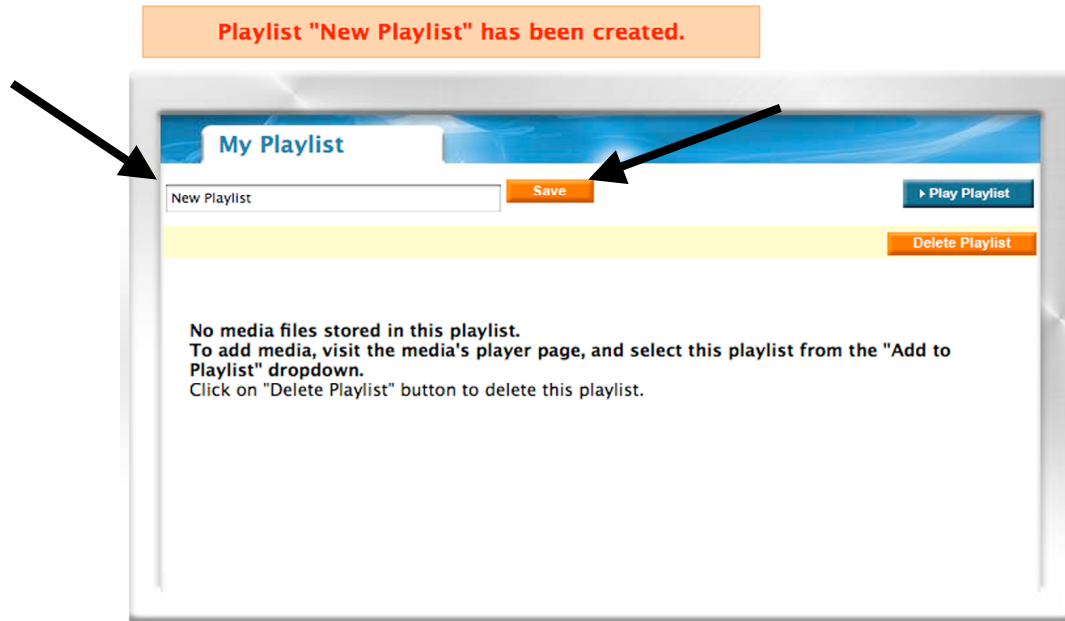 Playlist "New Playlist" has been created.
My Playlist
New Playlist
Save
Play Playlist
Delete Playlist
No media files stored in this playlist.
To add media, visit the media's player page, and select this playlist from the "Add to
Playlist" dropdown.
Click on "Delete Playlist" button to delete this playlist.